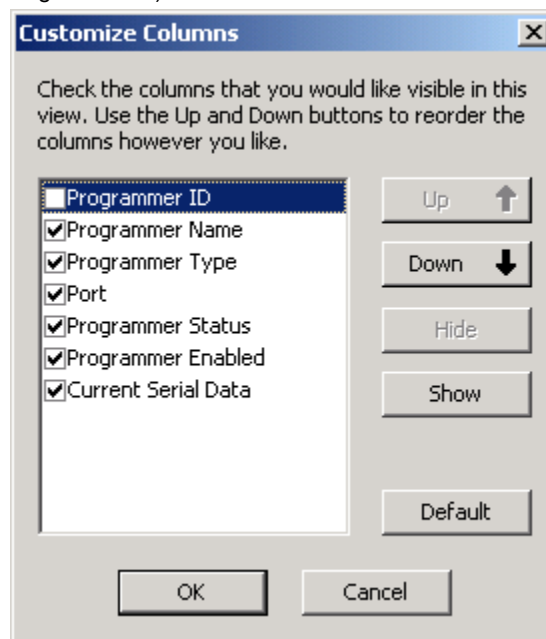 Customize Columns
Check the columns that you would like visible in this
view. Use the Up and Down buttons to reorder the
columns however you like.
Programmer ID
Programmer Name
Programmer Type
Port
Programmer Status
Programmer Enabled
Current Serial Data
Up
Down
Hide
Show
Default
OK
Cancel